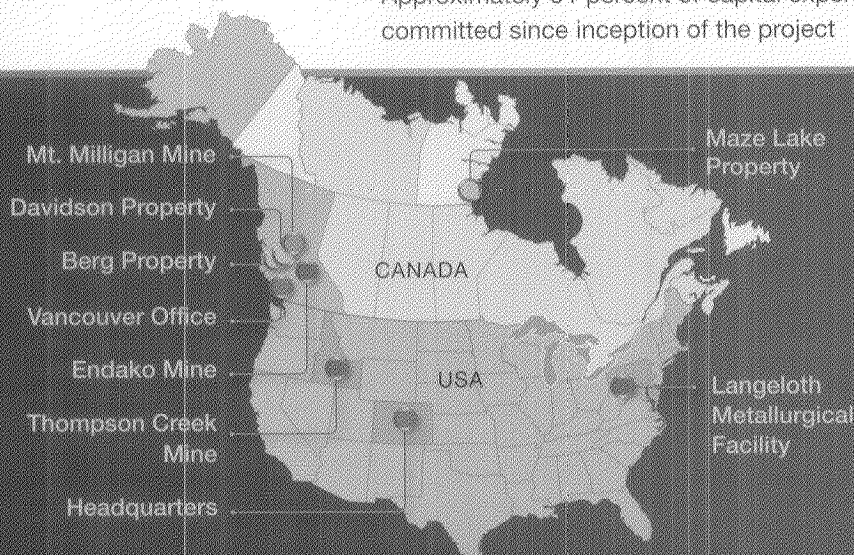 committed since inception of the project
Mt. Milligan Mine
Davidson Property
Berg Property
Vancouver Office
Endako Mine
Thompson Creek
Mine
Headquarters
CANADA
USA
Maze Lake
Property
Langeloth
Metallurgical
Facility